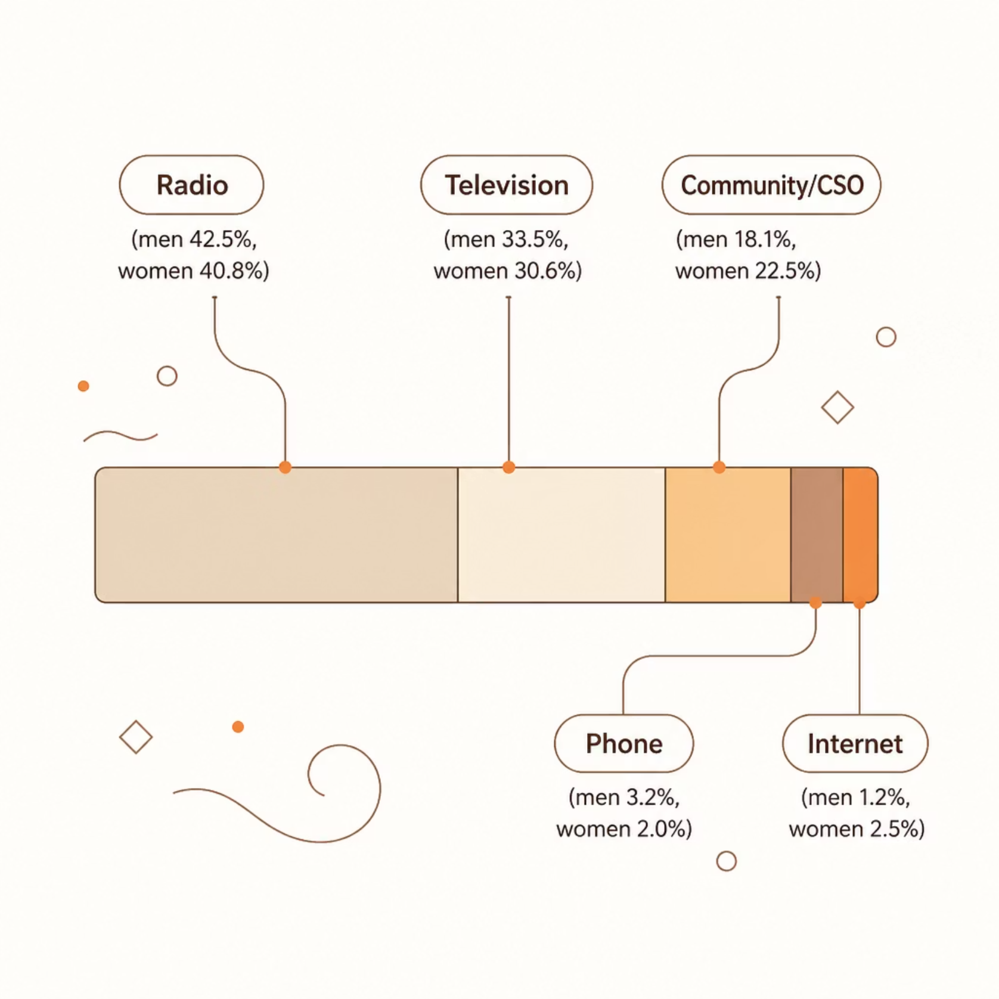 Radio
(men 42.5%,
women 40.8%)
Television
(men 33.5%,
women 30.6%)
Community/CSO
(men 18.1%,
women 22.5%)
Phone
(men 3.2%,
women 2.0%)
Internet
(men 1.2%,
women 2.5%)